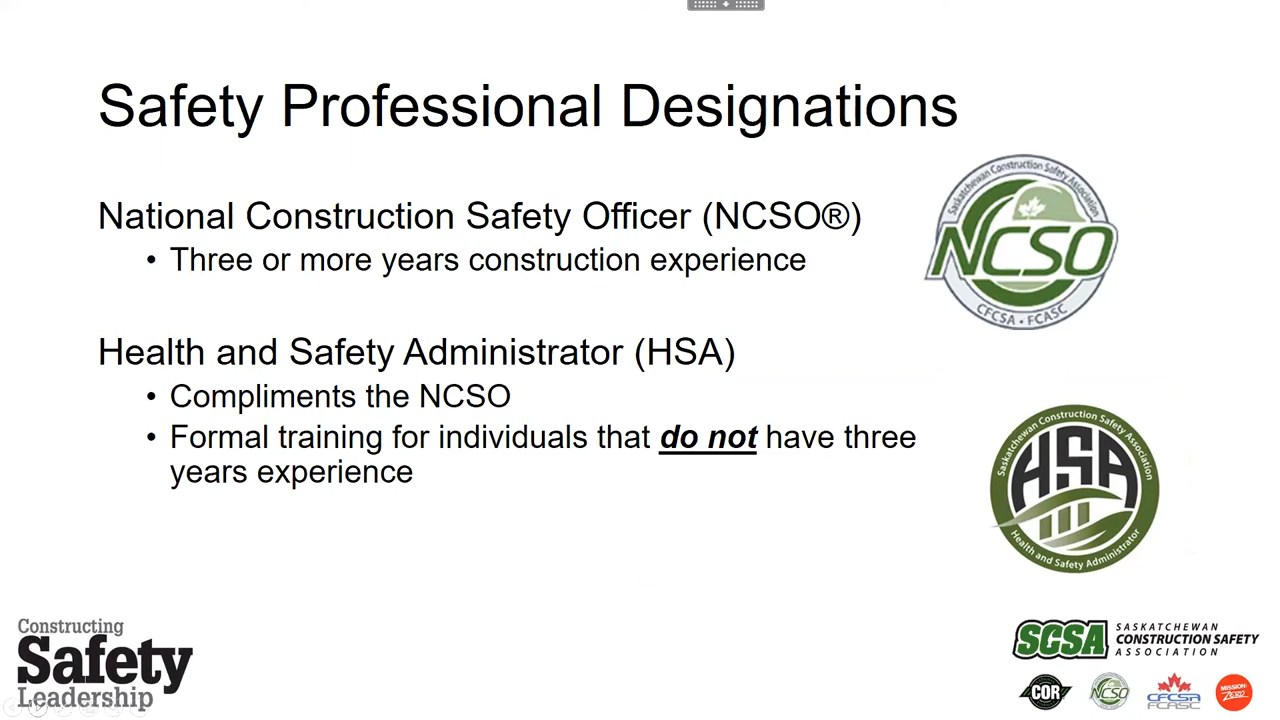 Safety Professional Designations
National Construction Safety Officer (NCSO®)
• Three or more years construction experience
Saskatchewan Construction Safety Association
NCSO
CFCSA • FCASC
Health and Safety Administrator (HSA)
• Compliments the NCSO
• Formal training for individuals that do not have three
years experience
Saskatchewan Construction Safety Association
HSA
Health and Safety Administrator
Constructing
Safety
Leadership
SCSA
SASKATCHEWAN
CONSTRUCTION SAFETY
ASSOCIATION
COR
NCSO
CFCSA
FCASC
MISSION:
ZERO